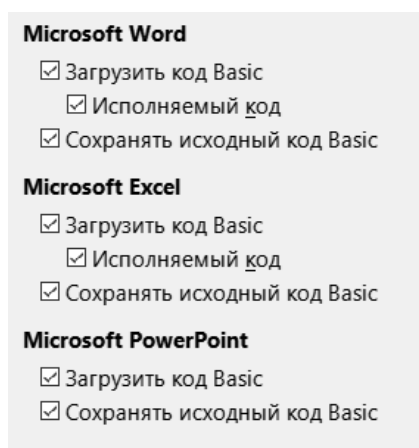 Microsoft Word
Загрузить код Basic
Исполняемый код
Сохранять исходный код Basic
Microsoft Excel
Загрузить код Basic
Исполняемый код
Сохранять исходный код Basic
Microsoft PowerPoint
Загрузить код Basic
Сохранять исходный код Basic